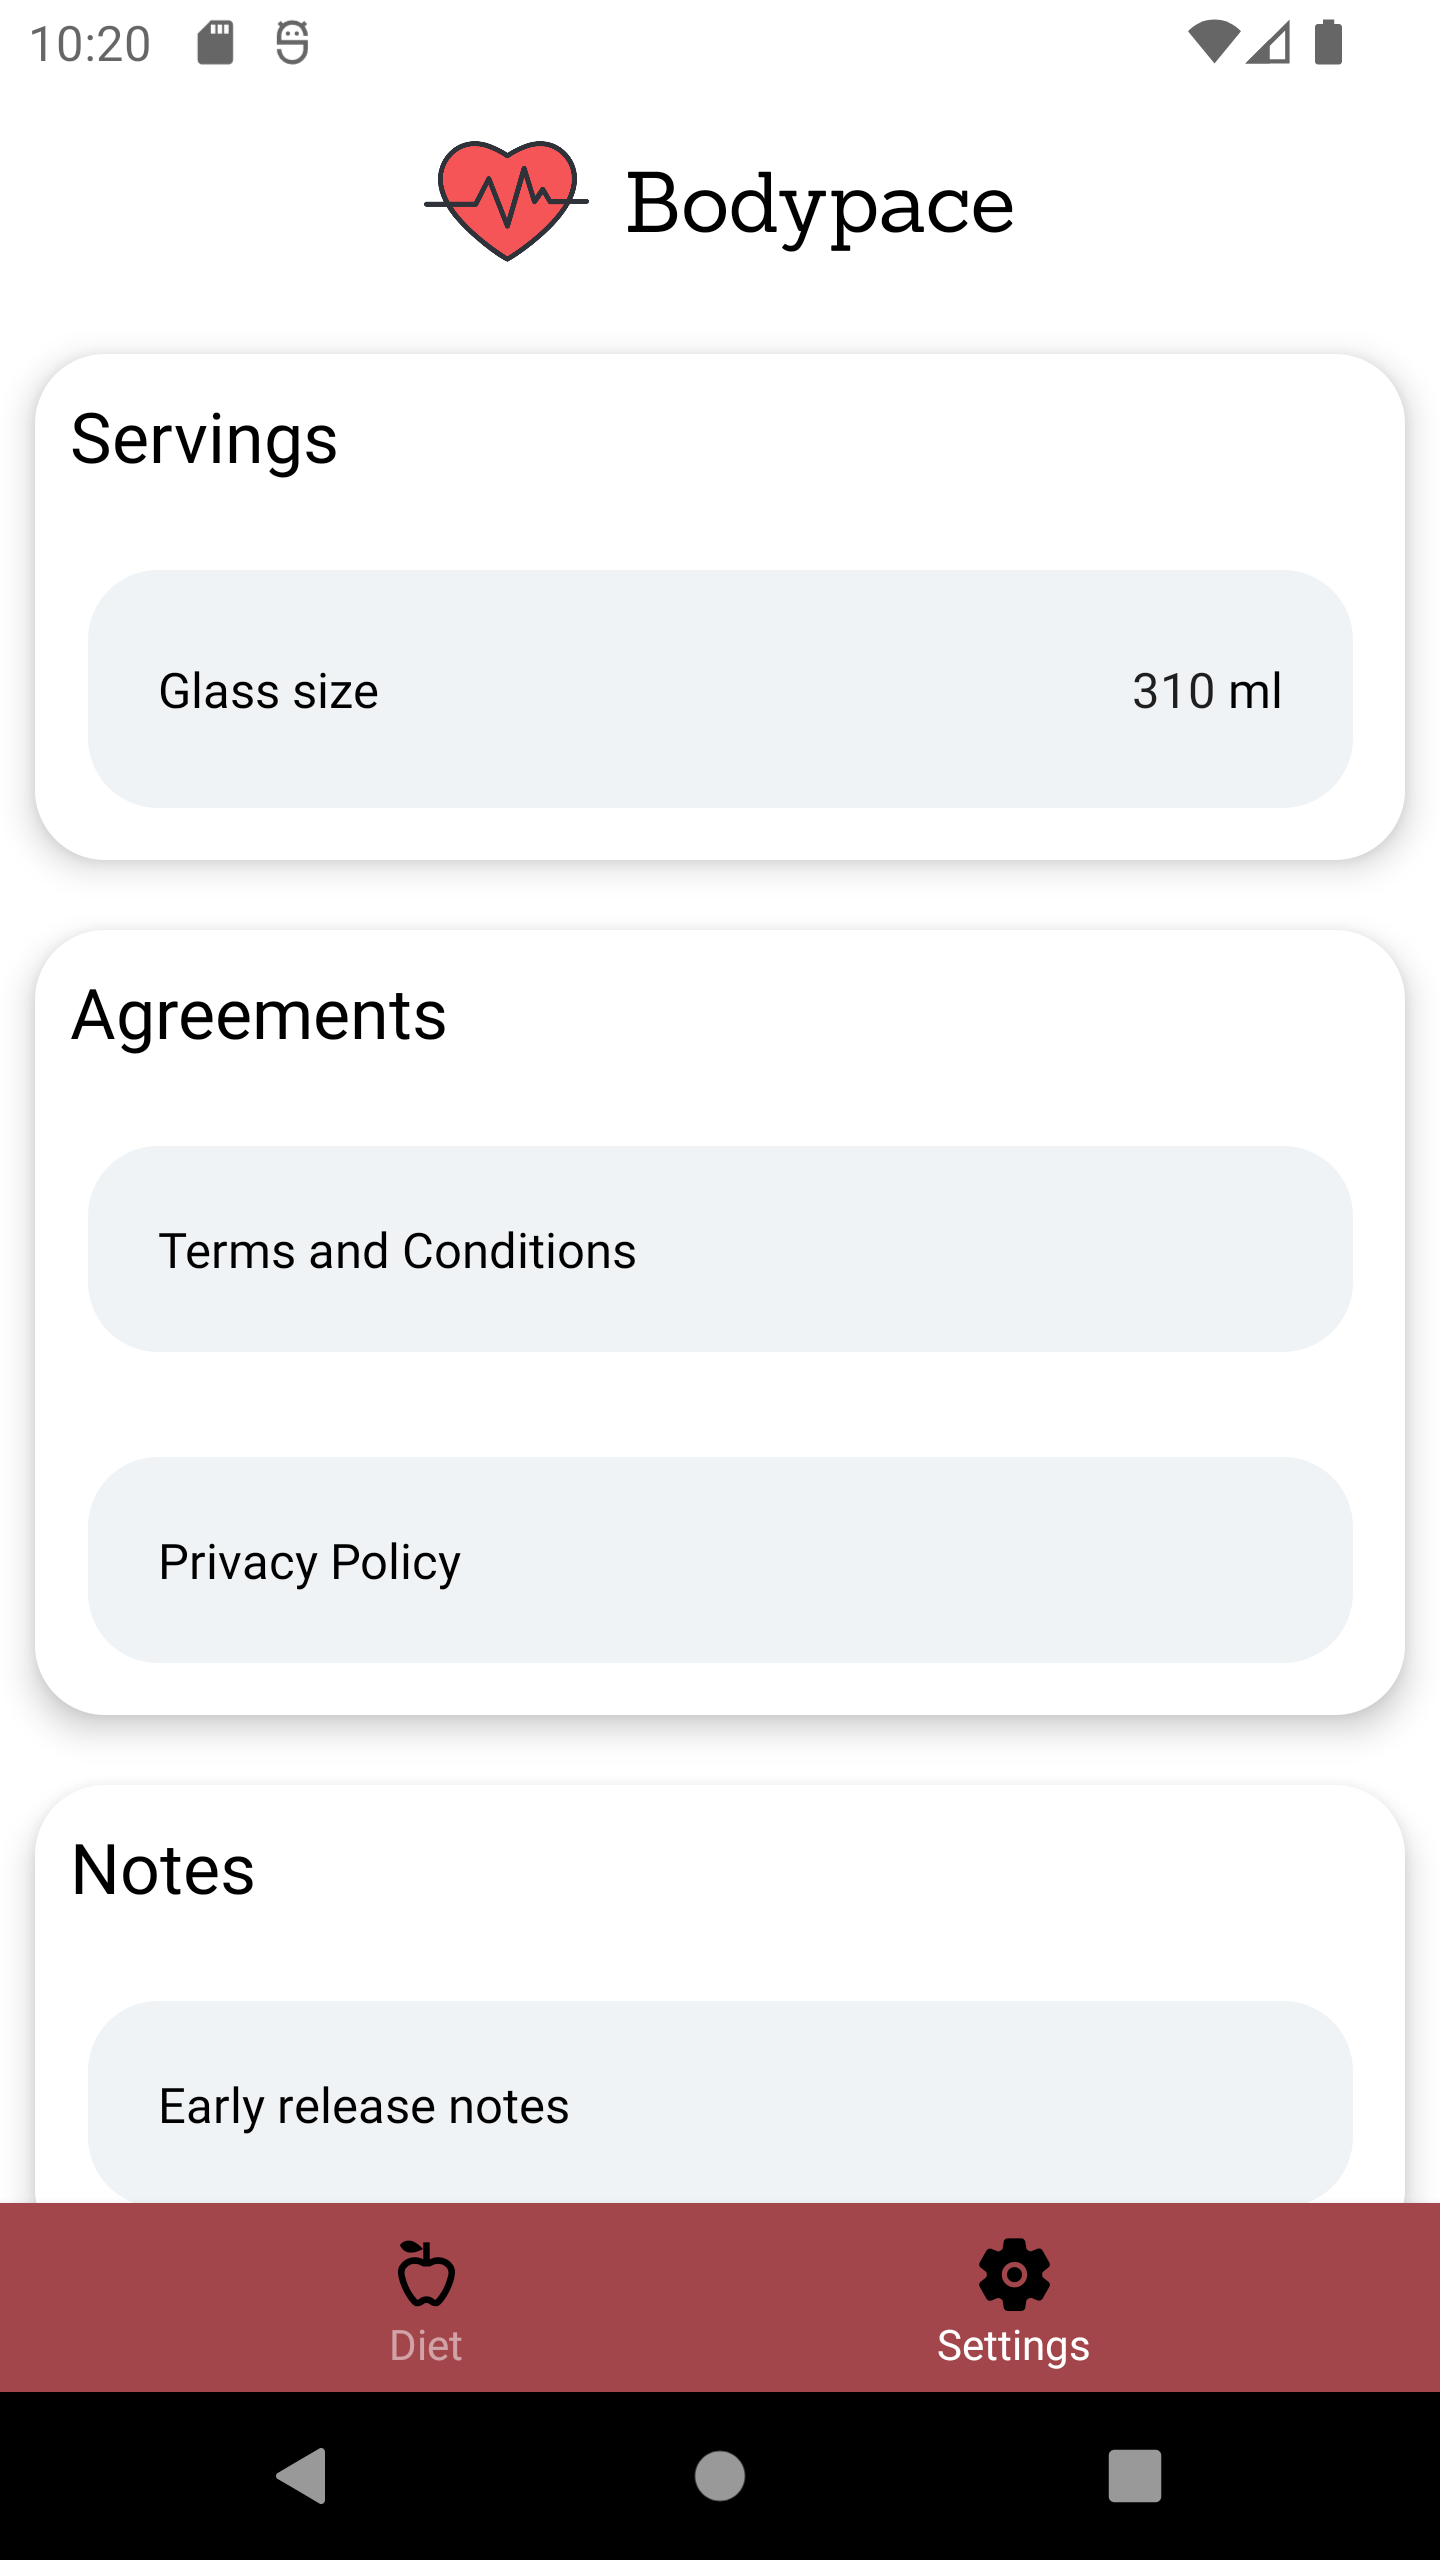 10:20
Bodypace
Servings
Glass size 310 ml
Agreements
Terms and Conditions
Privacy Policy
Notes
Early release notes
Diet Settings